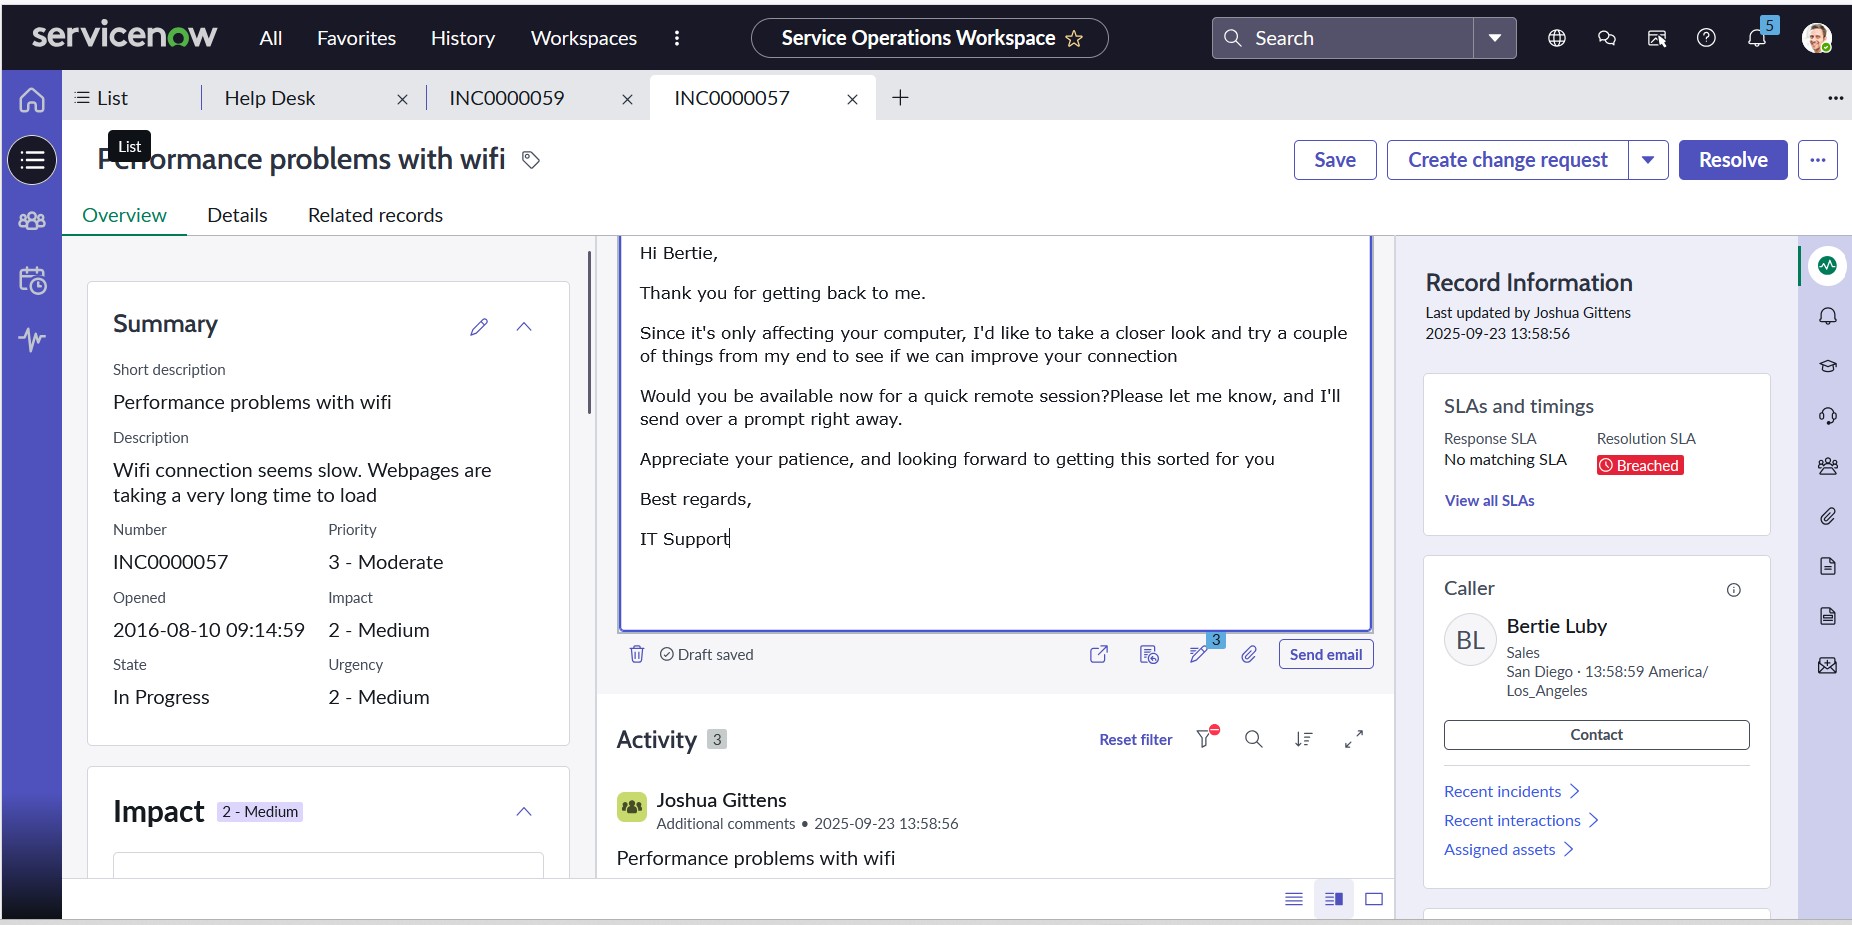 servicenow All Favorites History Workspaces Service Operations Workspace Search 5
List Help Desk INC0000059 INC0000057
List
Performance problems with wifi
Save Create change request Resolve
Overview Details Related records
Summary
Short description
Performance problems with wifi
Description
Wifi connection seems slow. Webpages are
taking a very long time to load
Number Priority
INC0000057 3 - Moderate
Opened Impact
2016-08-10 09:14:59 2 - Medium
State Urgency
In Progress 2 - Medium
Impact 2 - Medium
Hi Bertie,
Thank you for getting back to me.
Since it's only affecting your computer, I'd like to take a closer look and try a couple
of things from my end to see if we can improve your connection
Would you be available now for a quick remote session?Please let me know, and I'll
send over a prompt right away.
Appreciate your patience, and looking forward to getting this sorted for you
Best regards,
IT Support
Draft saved 3 Send email
Activity 3 Reset filter
Joshua Gittens
Additional comments • 2025-09-23 13:58:56
Performance problems with wifi
Record Information
Last updated by Joshua Gittens
2025-09-23 13:58:56
SLAs and timings
Response SLA Resolution SLA
No matching SLA Breached
View all SLAs
Caller
BL Bertie Luby
Sales
San Diego · 13:58:59 America/
Los_Angeles
Contact
Recent incidents
Recent interactions
Assigned assets